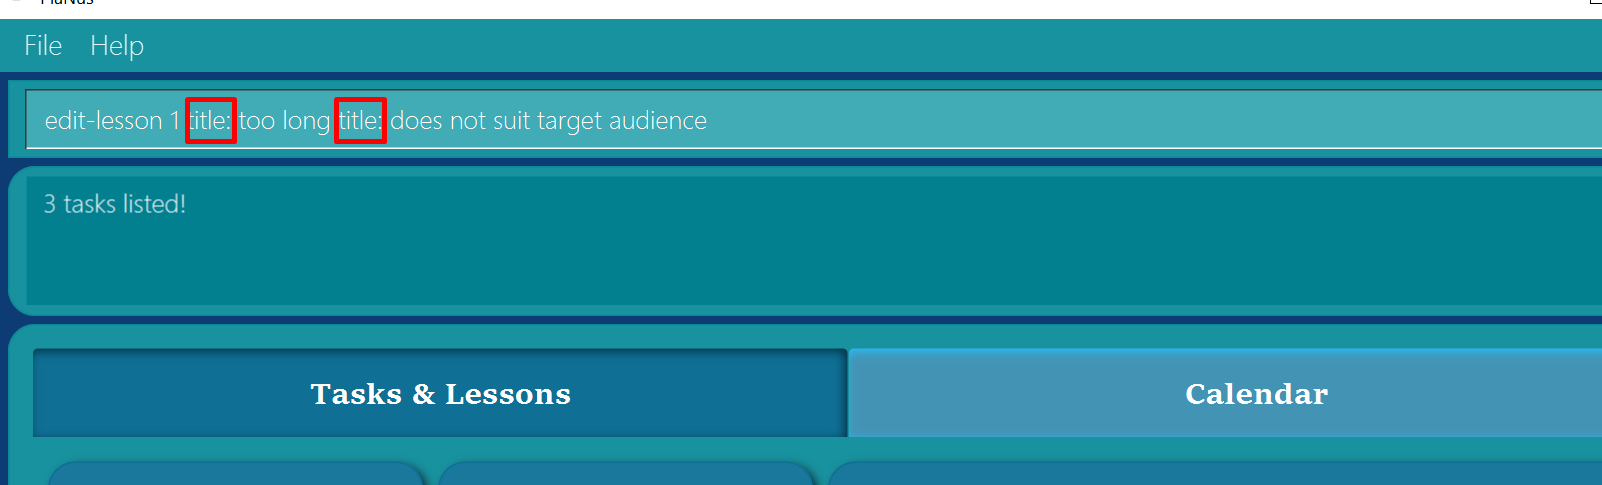 PlaNus
File Help
edit-lesson 1 title: too long title: does not suit target audience
3 tasks listed!
Tasks & Lessons
Calendar